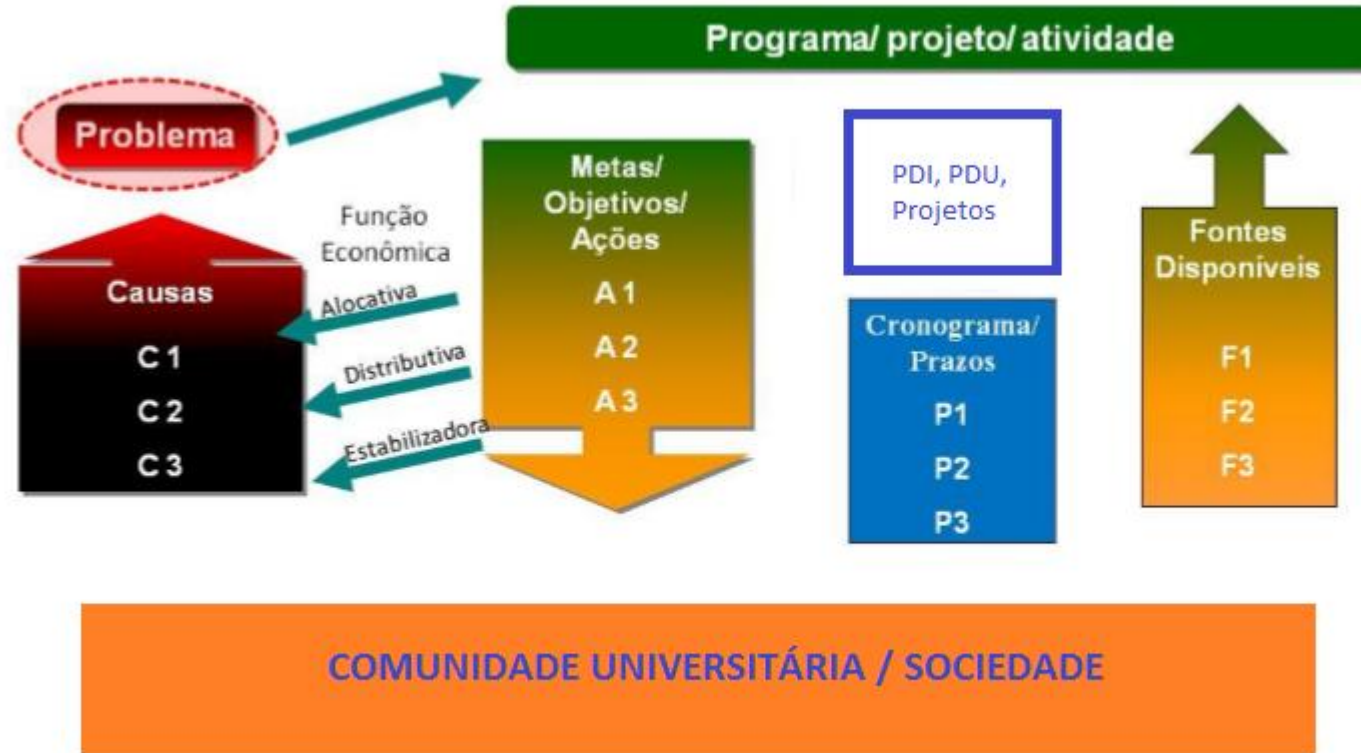 Programa/ projeto/ atividade
Problema
Causas
C 1
C 2
C 3
Função
Econômica
Alocativa
Distributiva
Estabilizadora
Metas/
Objetivos/
Ações
A 1
A 2
A 3
PDI, PDU,
Projetos
Cronograma/
Prazos
P1
P2
P3
Fontes
Disponíveis
F1
F2
F3
COMUNIDADE UNIVERSITÁRIA / SOCIEDADE